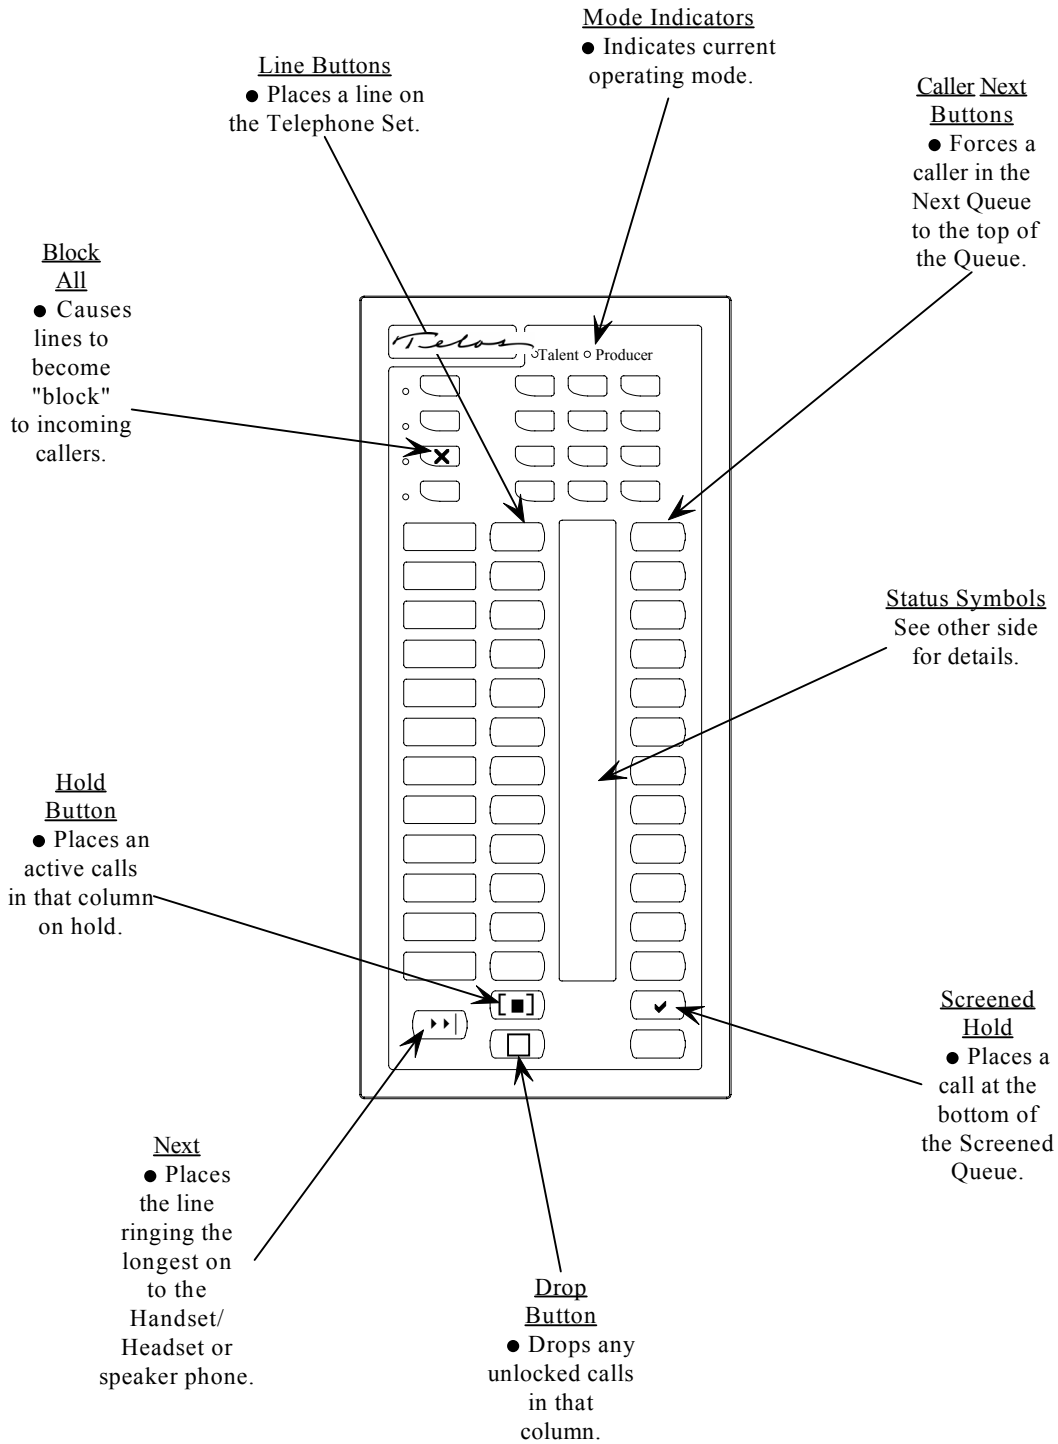 Mode Indicators
● Indicates current
operating mode.
Line Buttons
● Places a line on
the Telephone Set.
Caller Next
Buttons
● Forces a
caller in the
Next Queue
to the top of
the Queue.
Block
All
● Causes
lines to
become
"block"
to incoming
callers.
Telos
Talent ○ Producer
Status Symbols
See other side
for details.
Hold
Button
● Places an
active calls
in that column
on hold.
Screened
Hold
● Places a
call at the
bottom of
the Screened
Queue.
Next
● Places
the line
ringing the
longest on
to the
Handset/
Headset or
speaker phone.
Drop
Button
● Drops any
unlocked calls
in that
column.